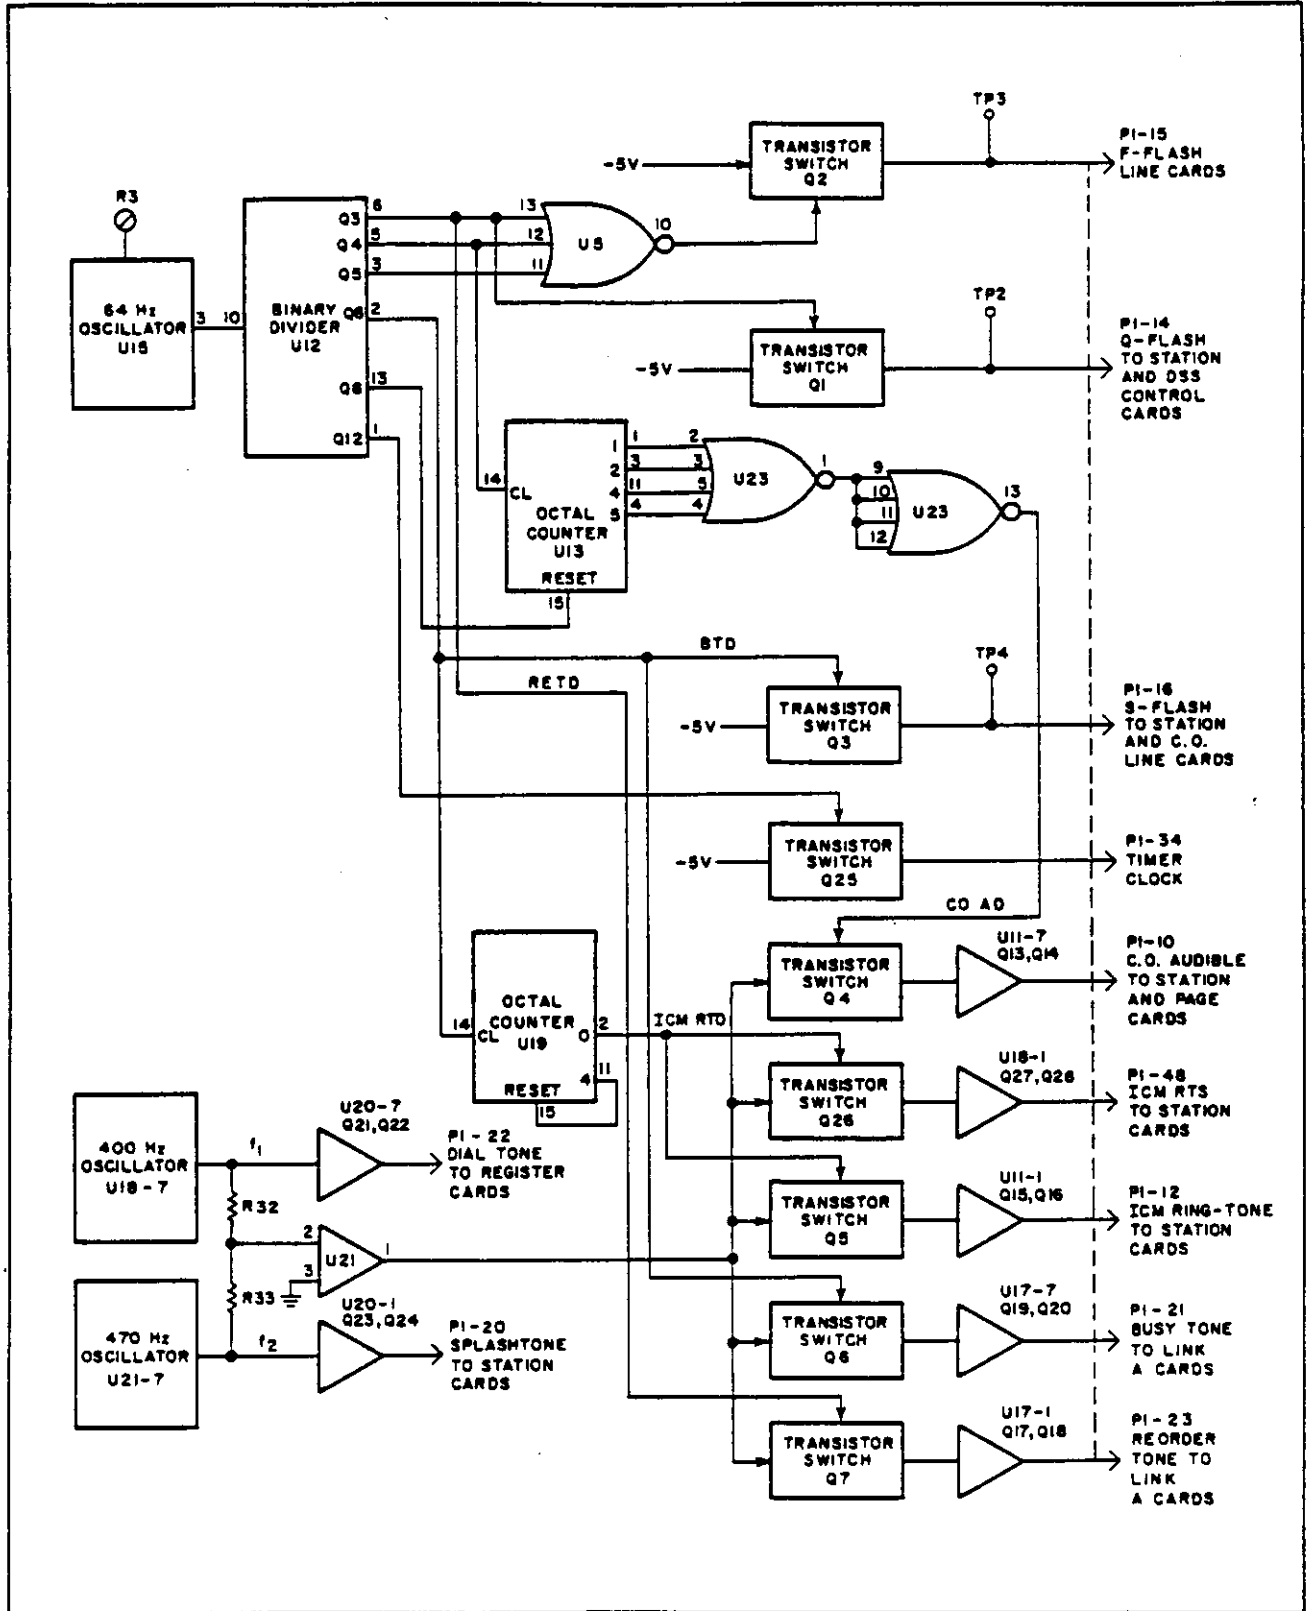 TP3
P1-15
F-FLASH
LINE CARDS
TRANSISTOR
SWITCH
Q2
-5V
R3
64 Hz
OSCILLATOR
U15
3
10
BINARY
DIVIDER
U12
Q3
Q4
Q5
Q6
Q8
Q12
6
5
3
2
13
1
13
12
11
U5
10
TP2
P1-14
Q-FLASH
TO STATION
AND DSS
CONTROL
CARDS
-5V
TRANSISTOR
SWITCH
Q1
14
CL
OCTAL
COUNTER
U13
RESET
15
1
2
4
5
1
3
11
4
2
3
5
4
U23
1
9
10
11
12
U23
13
BTD
RETD
TP4
P1-16
S-FLASH
TO STATION
AND C.O.
LINE CARDS
-5V
TRANSISTOR
SWITCH
Q3
-5V
TRANSISTOR
SWITCH
Q25
P1-34
TIMER
CLOCK
CO AD
TRANSISTOR
SWITCH
Q4
U11-7
Q13,Q14
P1-10
C.O. AUDIBLE
TO STATION
AND PAGE
CARDS
14
CL
OCTAL
COUNTER
U19
RESET
15
0
2
4
11
ICM RTD
TRANSISTOR
SWITCH
Q26
U18-1
Q27,Q28
P1-48
ICM RTS
TO STATION
CARDS
400 Hz
OSCILLATOR
U18-7
f1
U20-7
Q21,Q22
P1-22
DIAL TONE
TO REGISTER
CARDS
R32
TRANSISTOR
SWITCH
Q5
U11-1
Q15,Q16
P1-12
ICM RING-TONE
TO STATION
CARDS
2
3
U21
1
R33
470 Hz
OSCILLATOR
U21-7
f2
U20-1
Q23,Q24
P1-20
SPLASHTONE
TO STATION
CARDS
TRANSISTOR
SWITCH
Q6
U17-7
Q19,Q20
P1-21
BUSY TONE
TO LINK
A CARDS
TRANSISTOR
SWITCH
Q7
U17-1
Q17,Q18
P1-23
REORDER
TONE TO
LINK
A CARDS